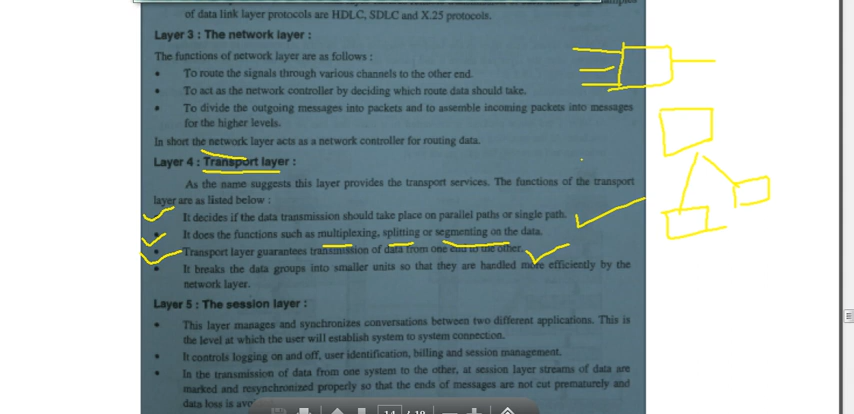 of data link layer protocols are HDLC, SDLC and X.25 protocols.
Layer 3 : The network layer :
The functions of network layer are as follows :
• To route the signals through various channels to the other end.
• To act as the network controller by deciding which route data should take.
• To divide the outgoing messages into packets and to assemble incoming packets into messages
for the higher levels.
In short the network layer acts as a network controller for routing data.
Layer 4 : Transport layer :
As the name suggests this layer provides the transport services. The functions of the transport
layer are as listed below :
It decides if the data transmission should take place on parallel paths or single path.
• It does the functions such as multiplexing, splitting or segmenting on the data.
• Transport layer guarantees transmission of data from one end to the other.
• It breaks the data groups into smaller units so that they are handled more efficiently by the
network layer.
Layer 5 : The session layer :
• This layer manages and synchronizes conversations between two different applications. This is
the level at which the user will establish system to system connection.
• It controls logging on and off, user identification, billing and session management.
• In the transmission of data from one system to the other, at session layer streams of data are
marked and resynchronized properly so that the ends of messages are not cut prematurely and
data loss is